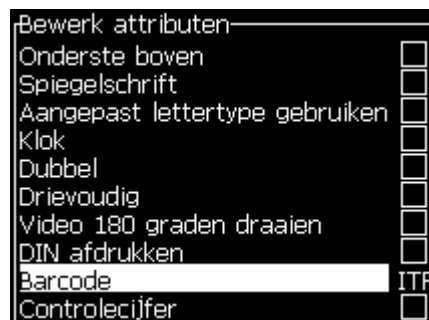 Bewerk attributen
Onderste boven
Spiegelschrift
Aangepast lettertype gebruiken
Klok
Dubbel
Drievoudig
Video 180 graden draaien
DIN afdrukken
Barcode ITF
Controlecijfer